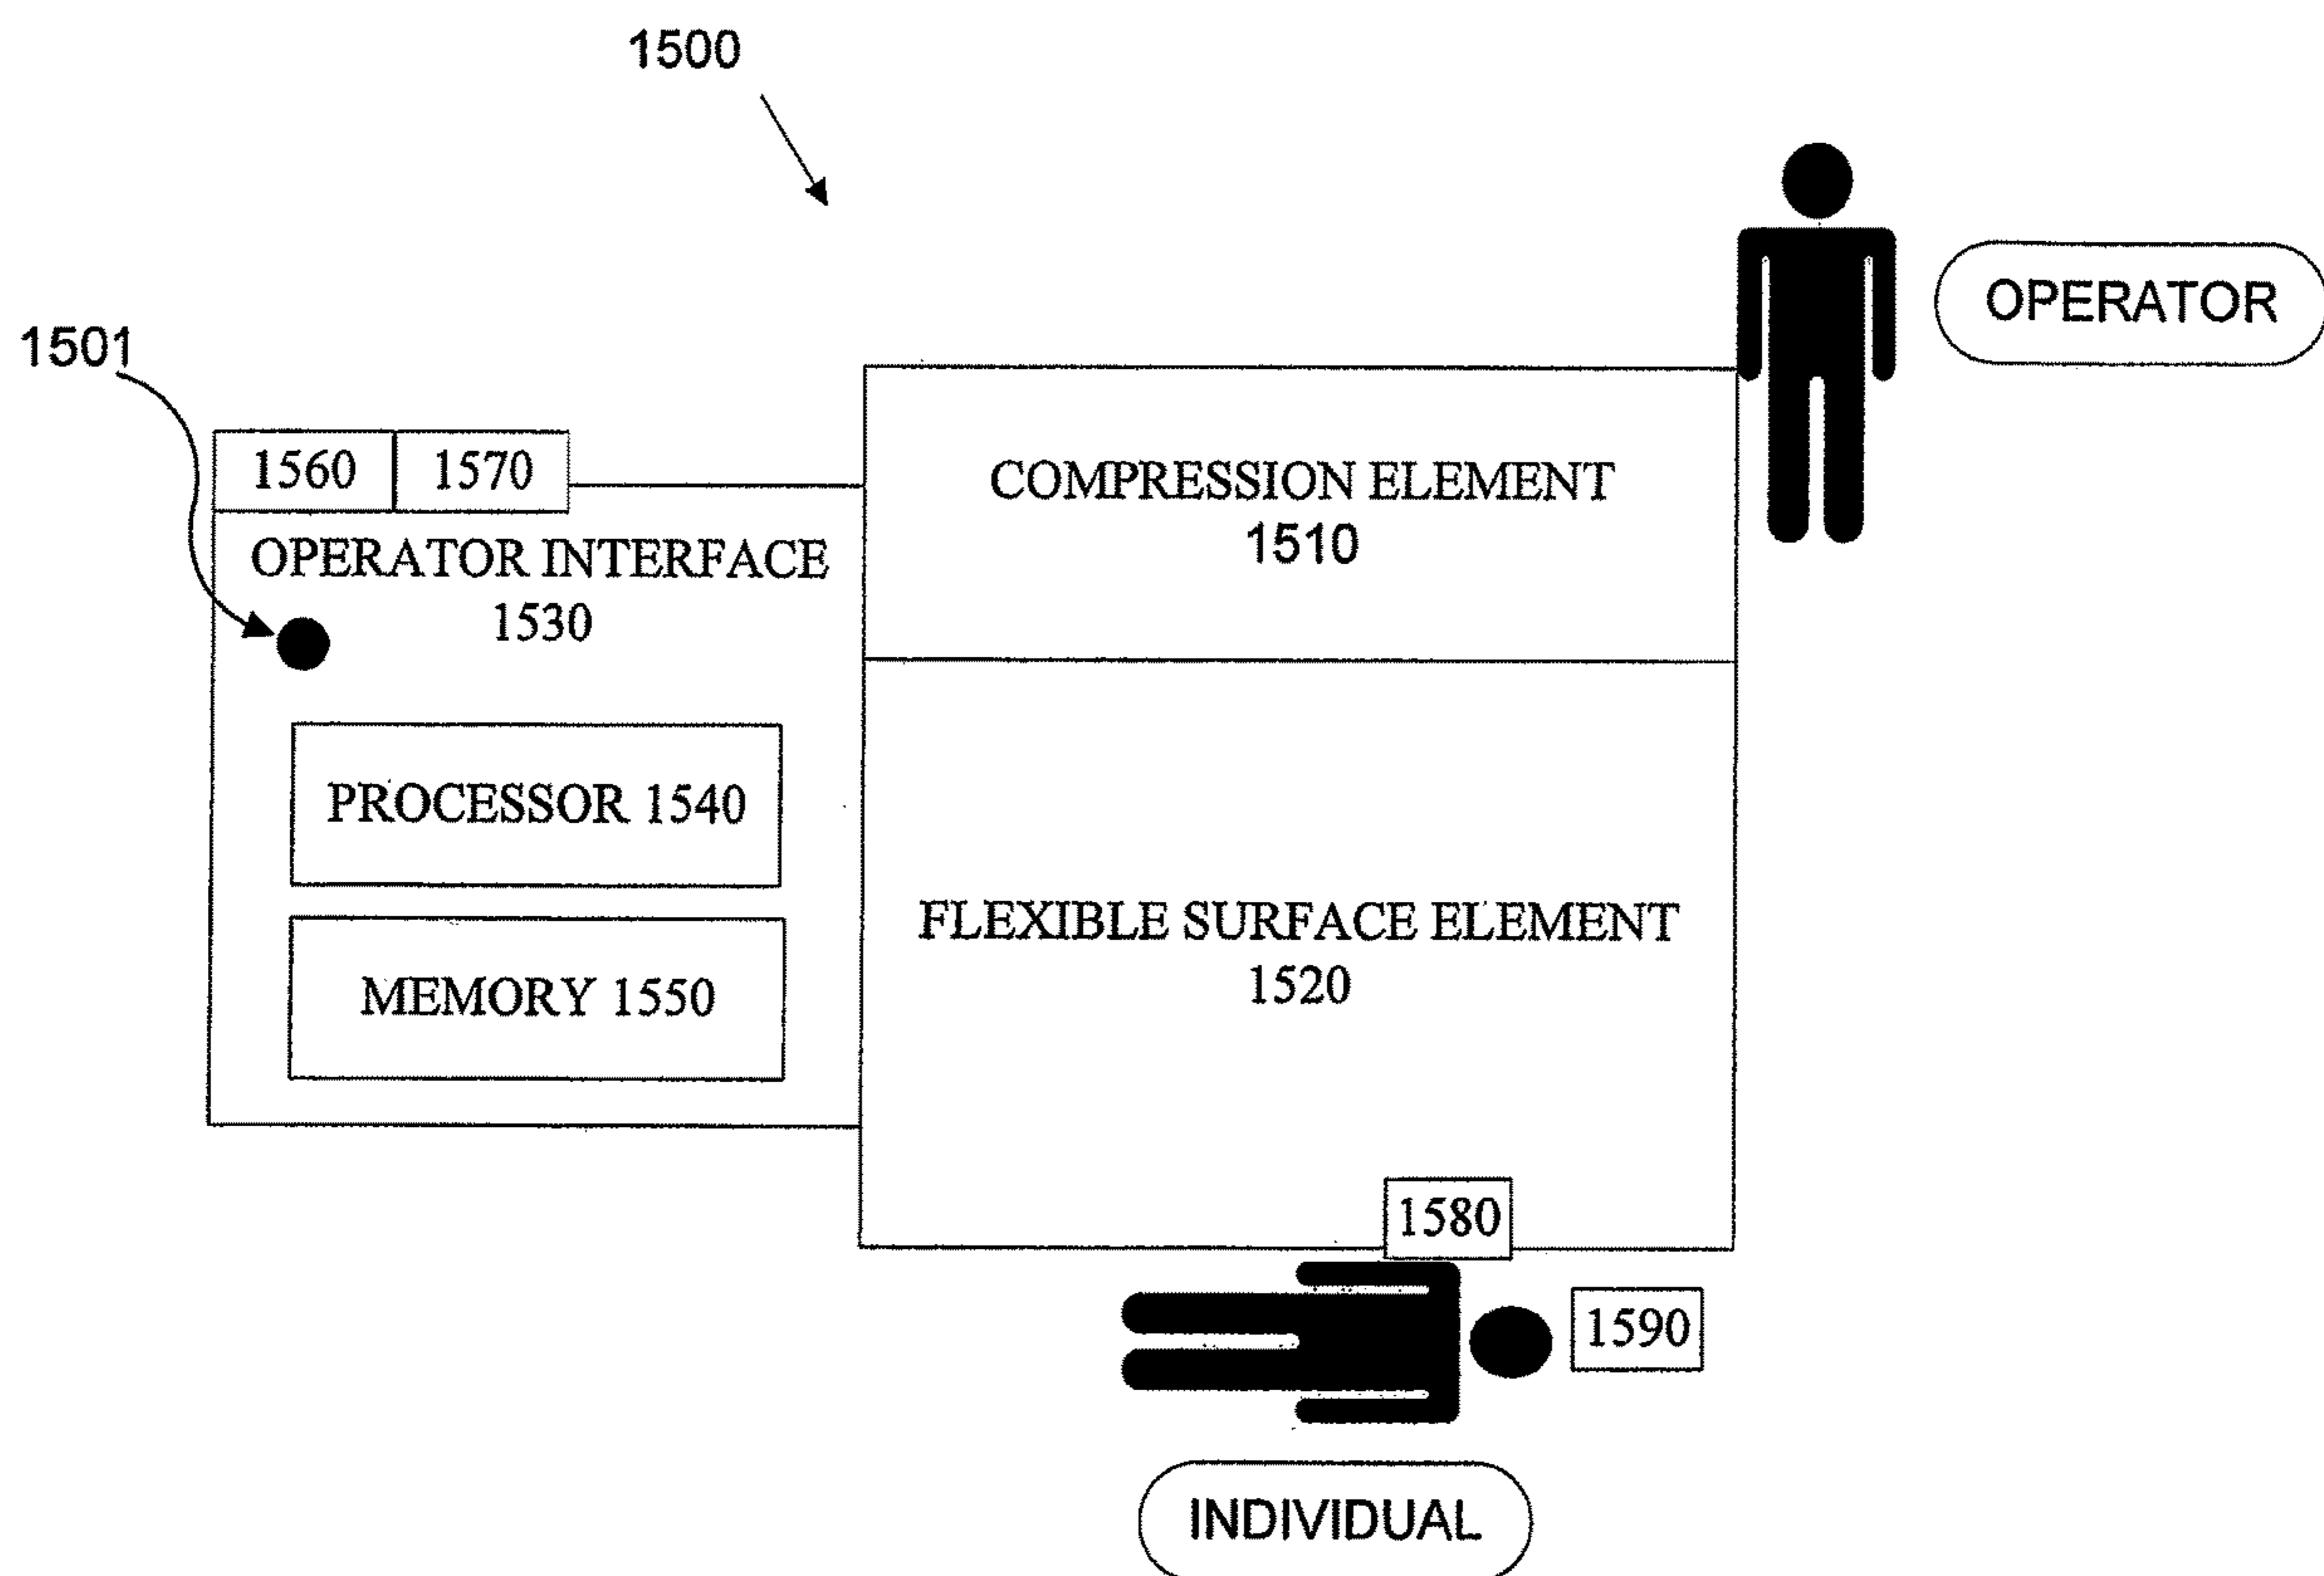 1500
OPERATOR
1501
1560 1570
COMPRESSION ELEMENT
1510
OPERATOR INTERFACE
1530
PROCESSOR 1540
FLEXIBLE SURFACE ELEMENT
1520
MEMORY 1550
1580
1590
INDIVIDUAL